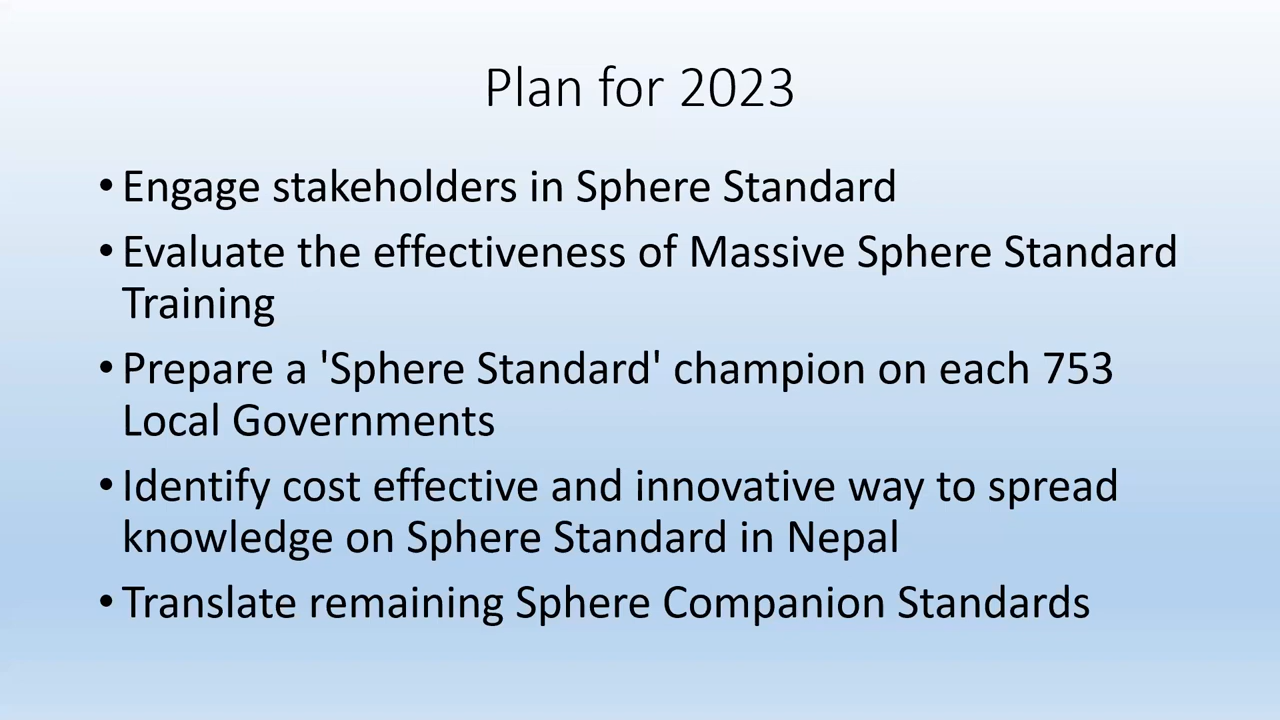 Plan for 2023
• Engage stakeholders in Sphere Standard
• Evaluate the effectiveness of Massive Sphere Standard
Training
• Prepare a 'Sphere Standard' champion on each 753
Local Governments
• Identify cost effective and innovative way to spread
knowledge on Sphere Standard in Nepal
• Translate remaining Sphere Companion Standards